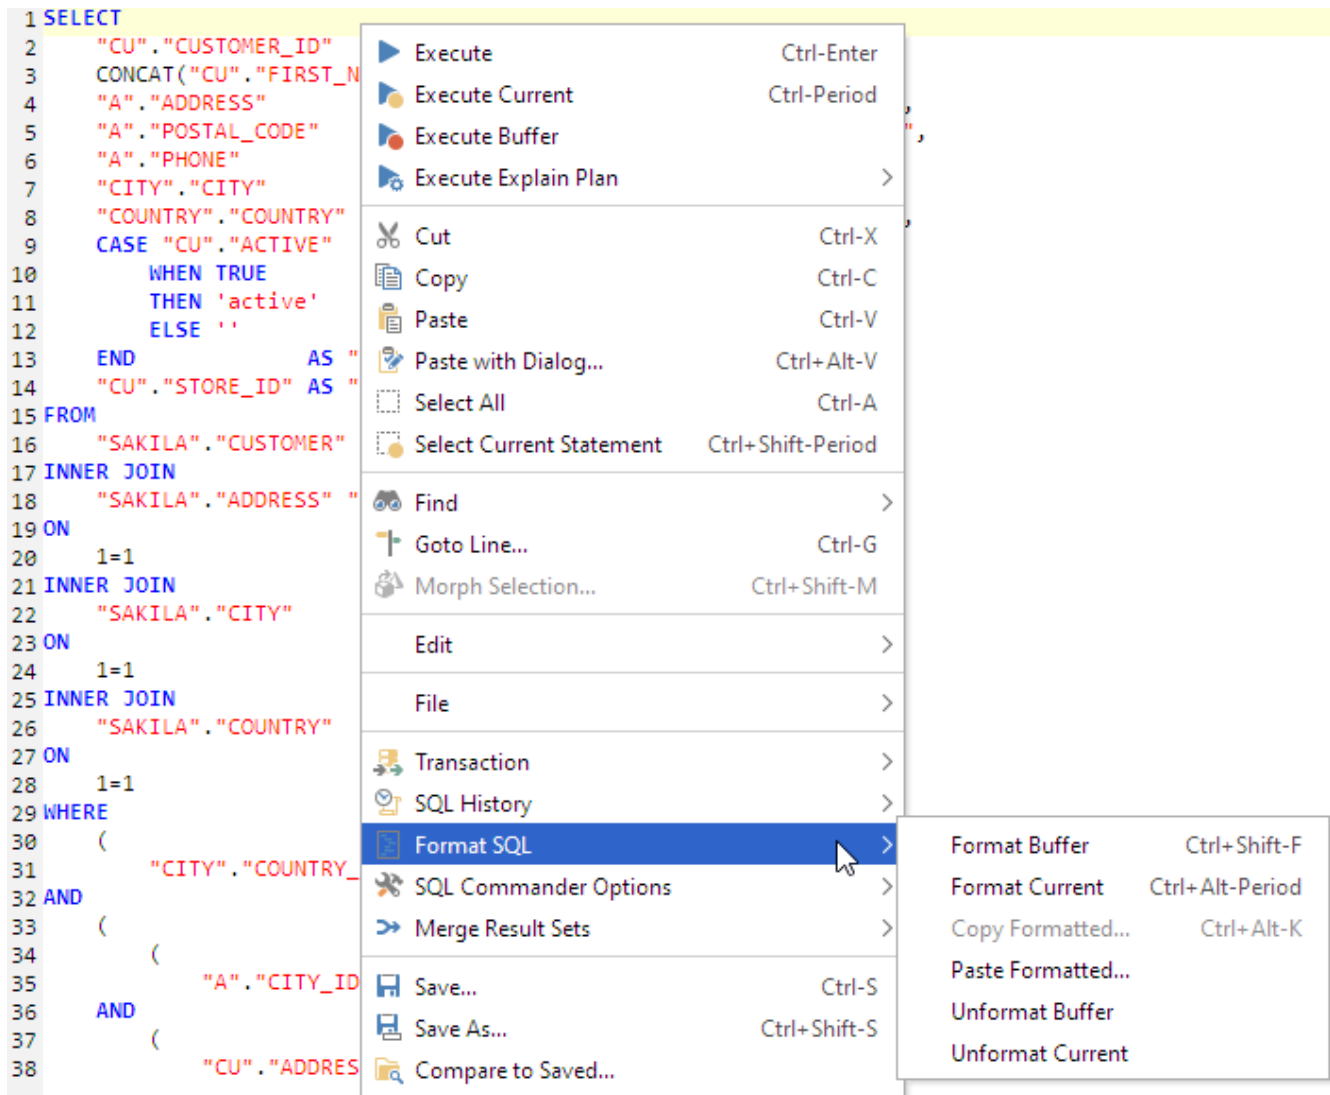 1 SELECT
2 "CU"."CUSTOMER_ID"
3 CONCAT("CU"."FIRST_N
4 "A"."ADDRESS" ,
5 "A"."POSTAL_CODE" ",
6 "A"."PHONE"
7 "CITY"."CITY"
8 "COUNTRY"."COUNTRY" ,
9 CASE "CU"."ACTIVE"
10 WHEN TRUE
11 THEN 'active'
12 ELSE ''
13 END AS "
14 "CU"."STORE_ID" AS "
15 FROM
16 "SAKILA"."CUSTOMER"
17 INNER JOIN
18 "SAKILA"."ADDRESS" "
19 ON
20 1=1
21 INNER JOIN
22 "SAKILA"."CITY"
23 ON
24 1=1
25 INNER JOIN
26 "SAKILA"."COUNTRY"
27 ON
28 1=1
29 WHERE
30 (
31 "CITY"."COUNTRY_
32 AND
33 (
34 (
35 "A"."CITY_ID
36 AND
37 (
38 "CU"."ADDRES
Execute Ctrl-Enter
Execute Current Ctrl-Period
Execute Buffer
Execute Explain Plan
Cut Ctrl-X
Copy Ctrl-C
Paste Ctrl-V
Paste with Dialog... Ctrl+Alt-V
Select All Ctrl-A
Select Current Statement Ctrl+Shift-Period
Find
Goto Line... Ctrl-G
Morph Selection... Ctrl+Shift-M
Edit
File
Transaction
SQL History
Format SQL
SQL Commander Options
Merge Result Sets
Save... Ctrl-S
Save As... Ctrl+Shift-S
Compare to Saved...
Format Buffer Ctrl+Shift-F
Format Current Ctrl+Alt-Period
Copy Formatted... Ctrl+Alt-K
Paste Formatted...
Unformat Buffer
Unformat Current